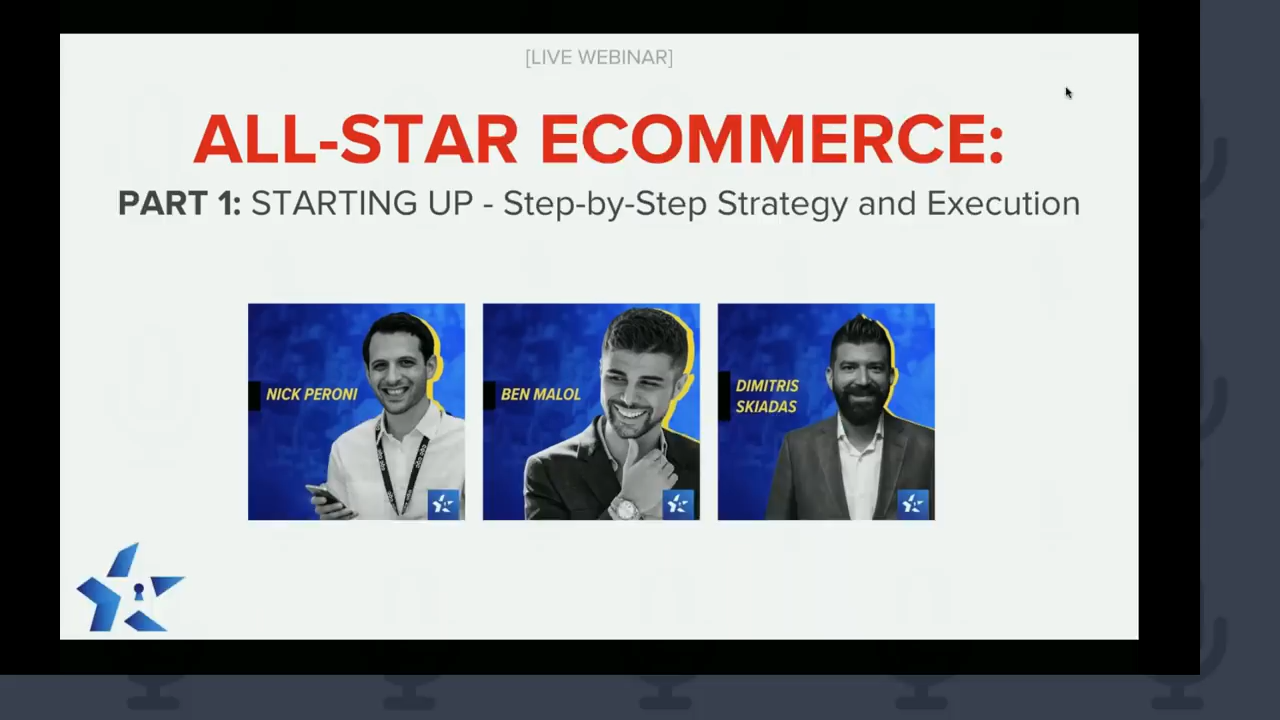 [LIVE WEBINAR]
ALL-STAR ECOMMERCE:
PART 1: STARTING UP - Step-by-Step Strategy and Execution
NICK PERONI
BEN MALOL
DIMITRIS
SKIADAS